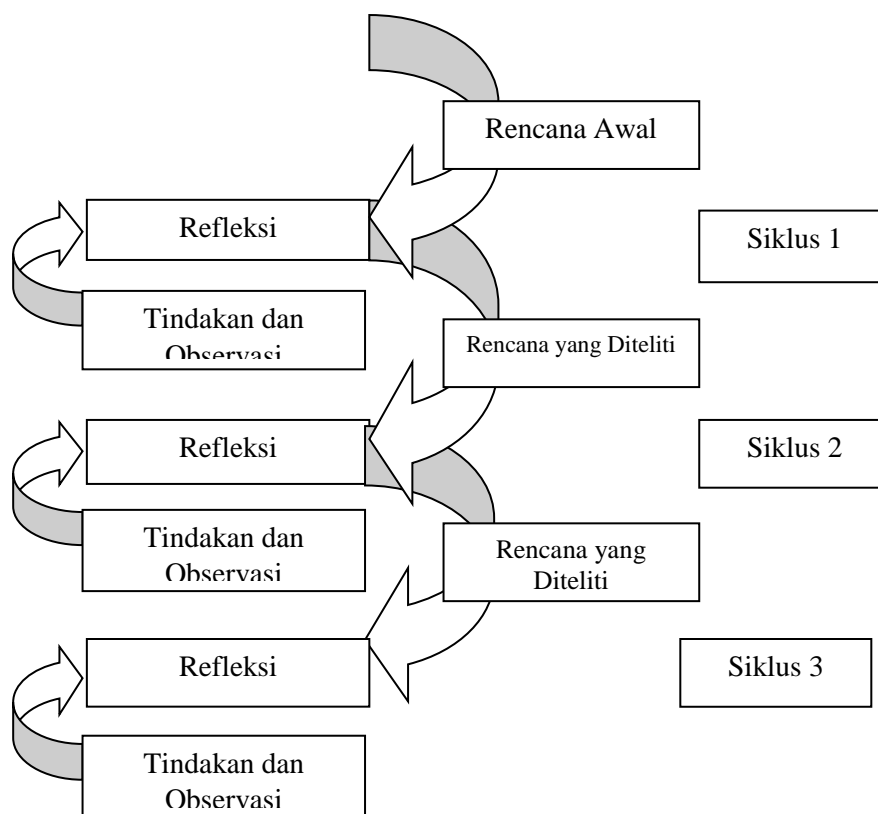 Rencana Awal
Refleksi
Siklus 1
Tindakan dan
Observasi
Rencana yang Diteliti
Refleksi
Siklus 2
Tindakan dan
Observasi
Rencana yang
Diteliti
Refleksi
Siklus 3
Tindakan dan
Observasi